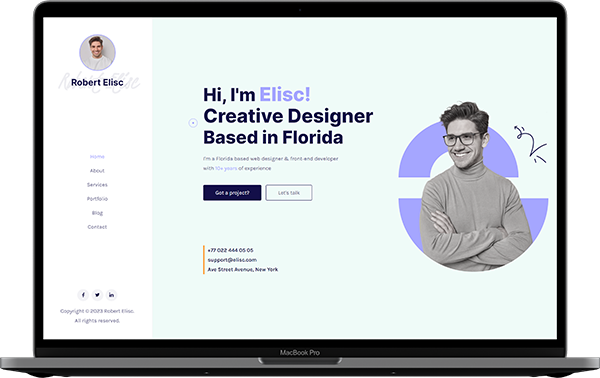 Robert Elisc
Home
About
Services
Portfolio
Blog
Contact
Copyright © 2023 Robert Elisc.
All rights reserved.
Hi, I'm Elisc!
Creative Designer
Based in Florida
I'm a Florida based web designer & front-end developer
with 10+ years of experience
Got a project?
Let's talk
+77 022 444 05 05
support@elisc.com
Ave Street Avenue, New York
MacBook Pro